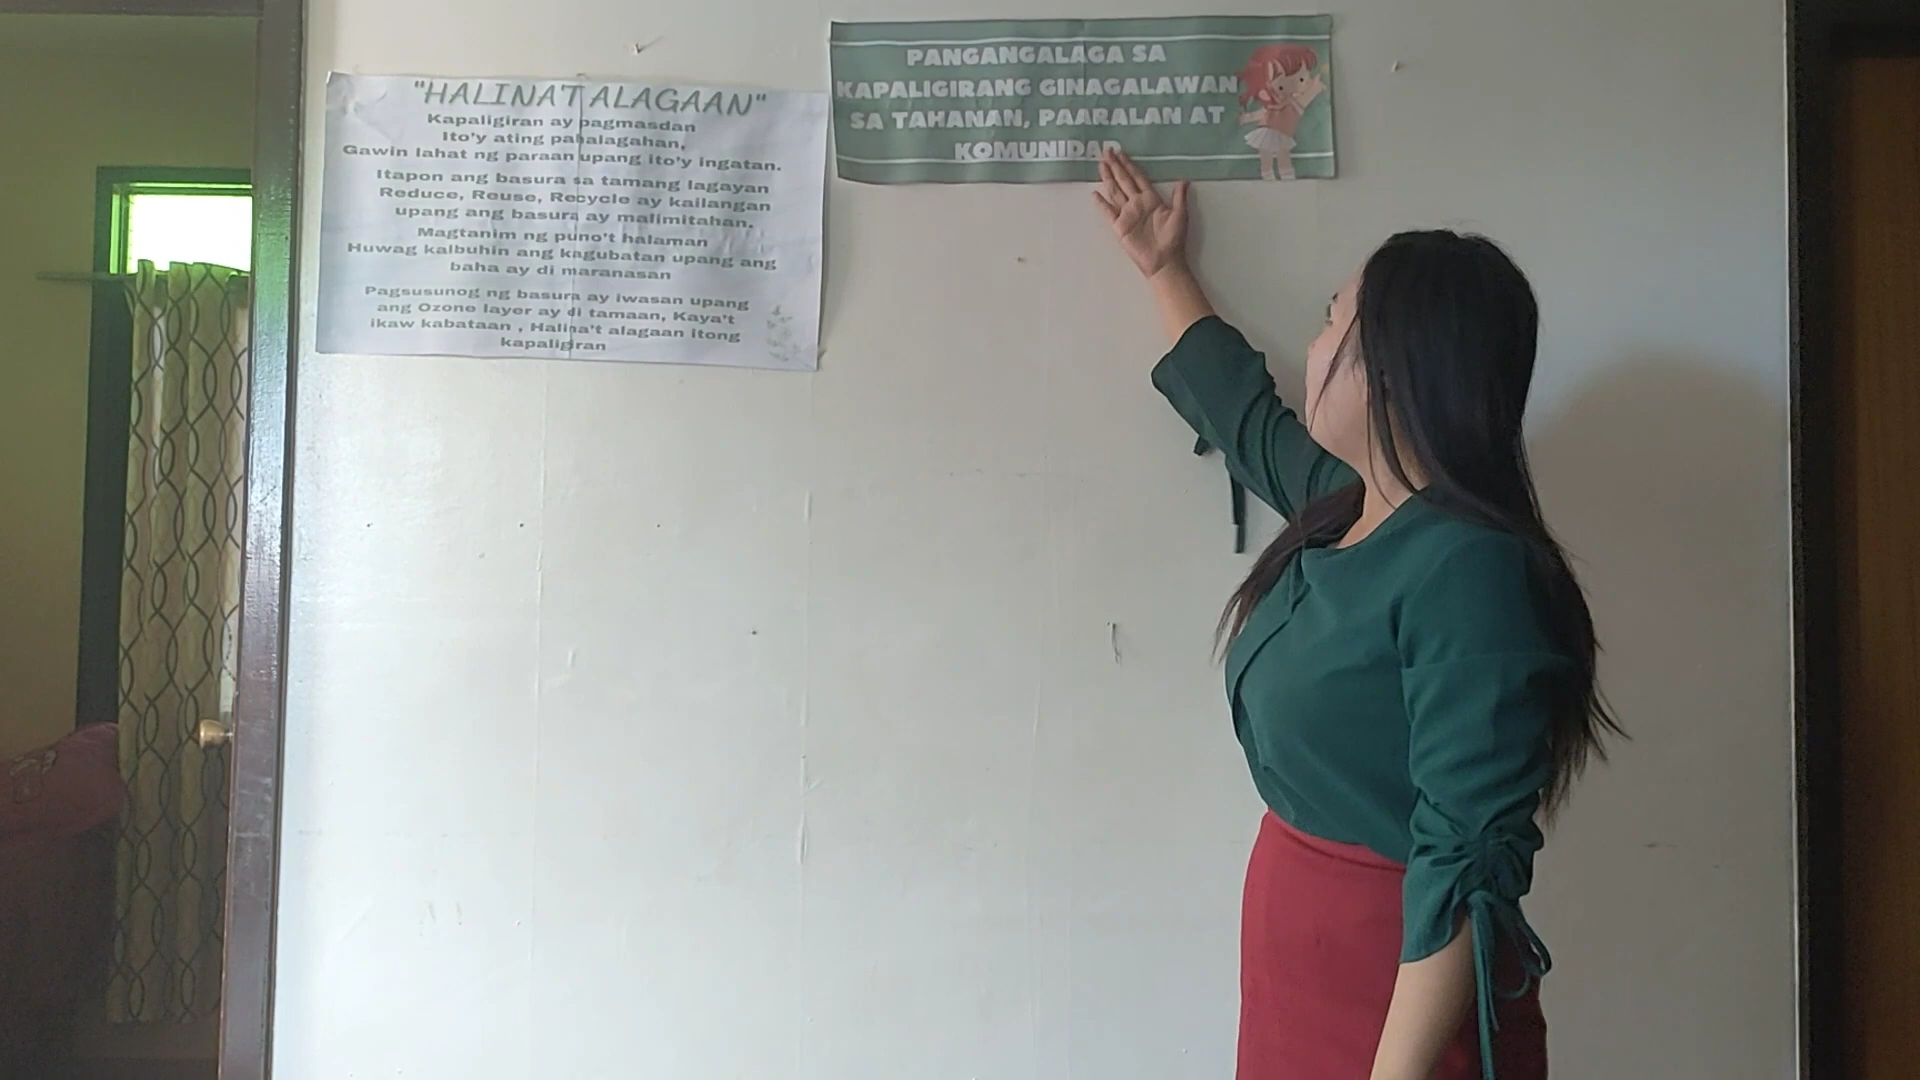 "HALINA'T ALAGAAN"
Kapaligiran ay pagmasdan
Ito'y ating pahalagahan,
Gawin lahat ng paraan upang ito'y ingatan.
Itapon ang basura sa tamang lagayan
Reduce, Reuse, Recycle ay kailangan
upang ang basura ay malimitahan.
Magtanim ng puno't halaman
Huwag kalbuhin ang kagubatan upang ang
baha ay di maranasan
Pagsusunog ng basura ay iwasan upang
ang Ozone layer ay di tamaan, Kaya't
ikaw kabataan , Halina't alagaan itong
kapaligiran
PANGANGALAGA SA
KAPALIGIRANG GINAGALAWAN
SA TAHANAN, PAARALAN AT
KOMUNIDAD